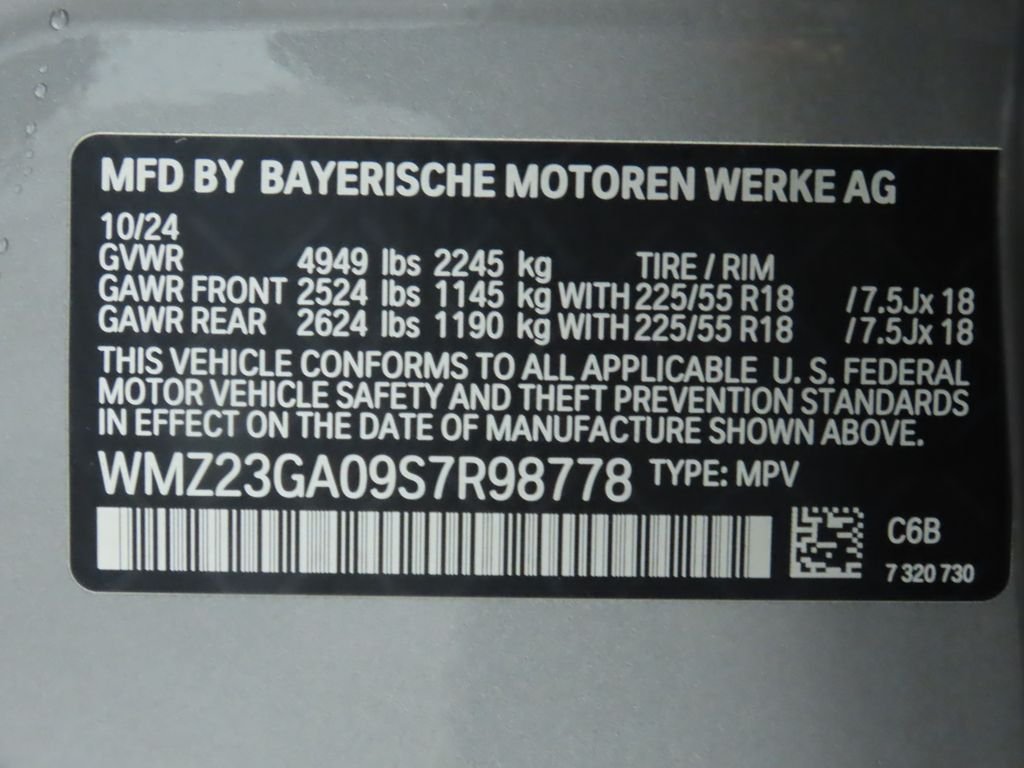 MFD BY BAYERISCHE MOTOREN WERKE AG
10/24
GVWR 4949 lbs 2245 kg TIRE / RIM
GAWR FRONT 2524 lbs 1145 kg WITH 225/55 R18 /7.5Jx 18
GAWR REAR 2624 lbs 1190 kg WITH 225/55 R18 /7.5Jx 18
THIS VEHICLE CONFORMS TO ALL APPLICABLE U. S. FEDERAL
MOTOR VEHICLE SAFETY AND THEFT PREVENTION STANDARDS
IN EFFECT ON THE DATE OF MANUFACTURE SHOWN ABOVE.
WMZ23GA09S7R98778 TYPE: MPV
C6B
7 320 730